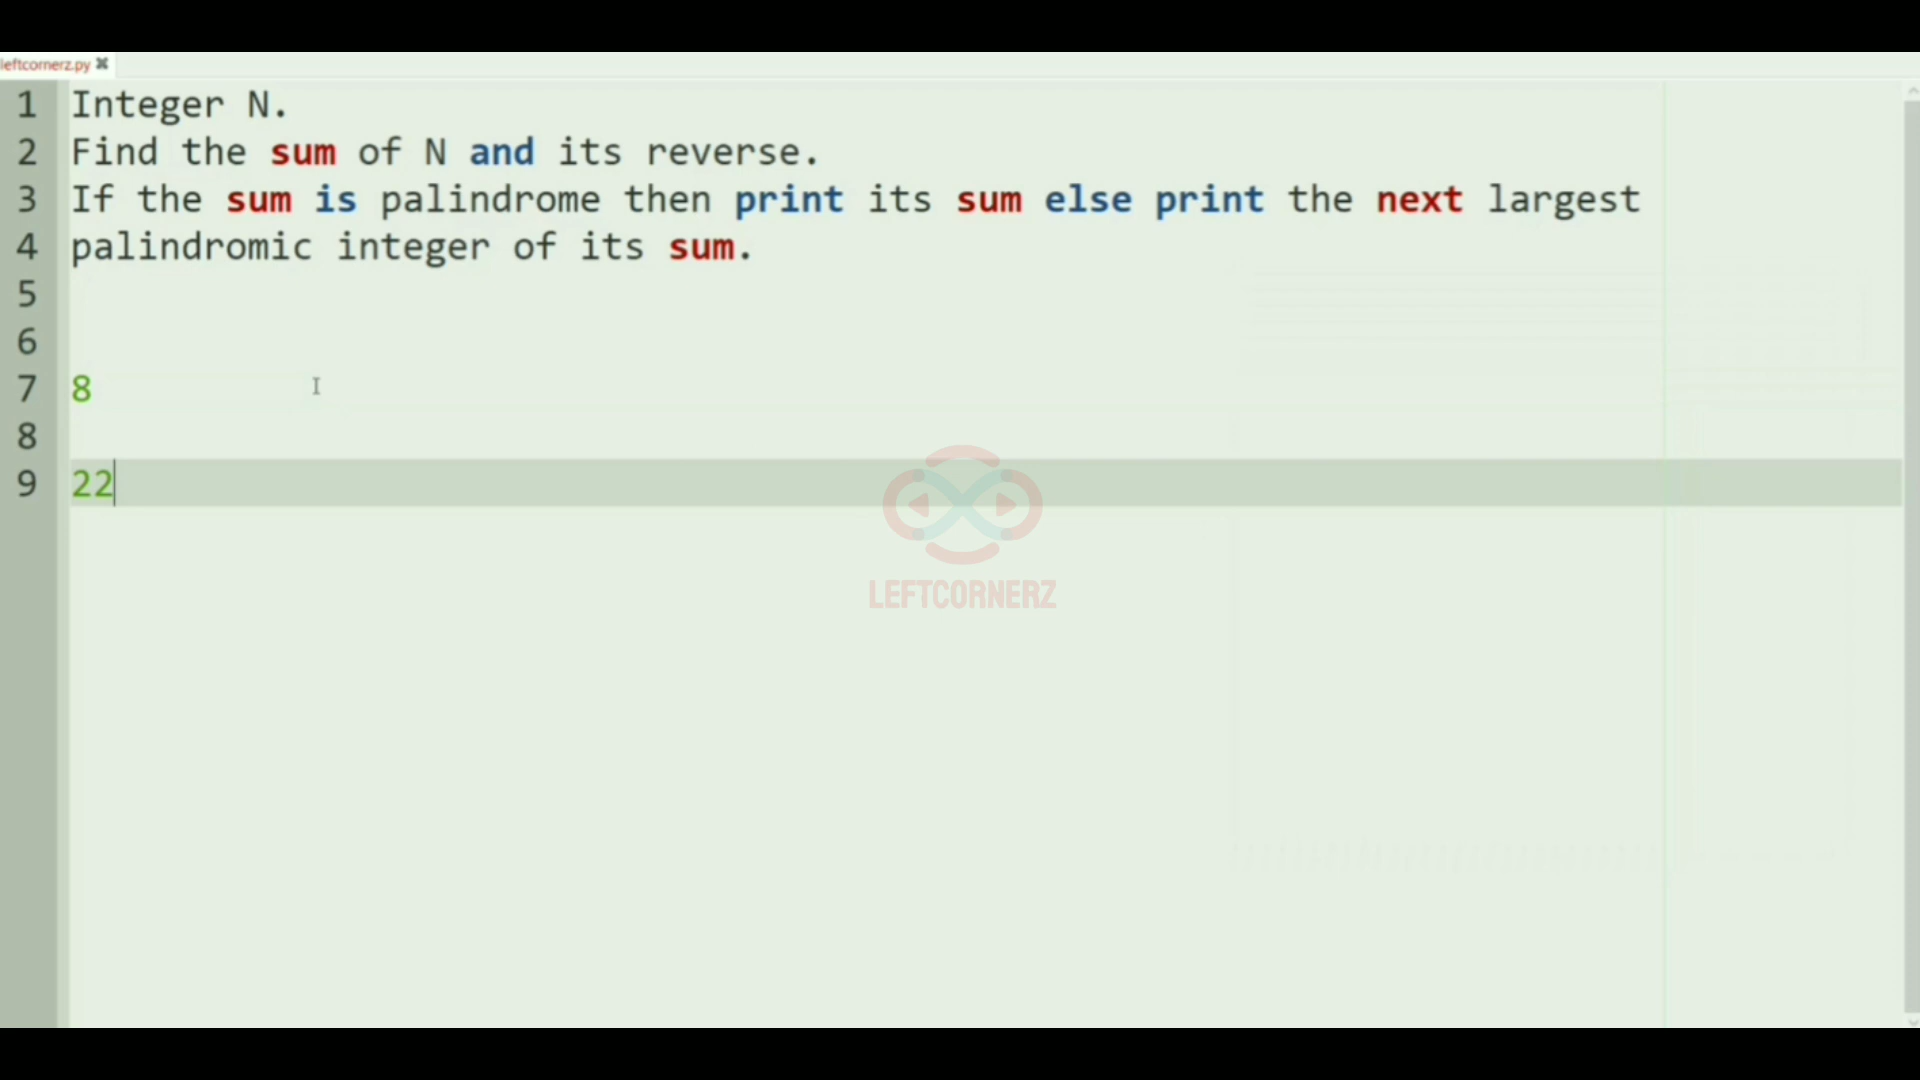 leftcornerz.py
1 Integer N.
2 Find the sum of N and its reverse.
3 If the sum is palindrome then print its sum else print the next largest
4 palindromic integer of its sum.
5
6
7 8
8
9 22
LEFTCORNERZ